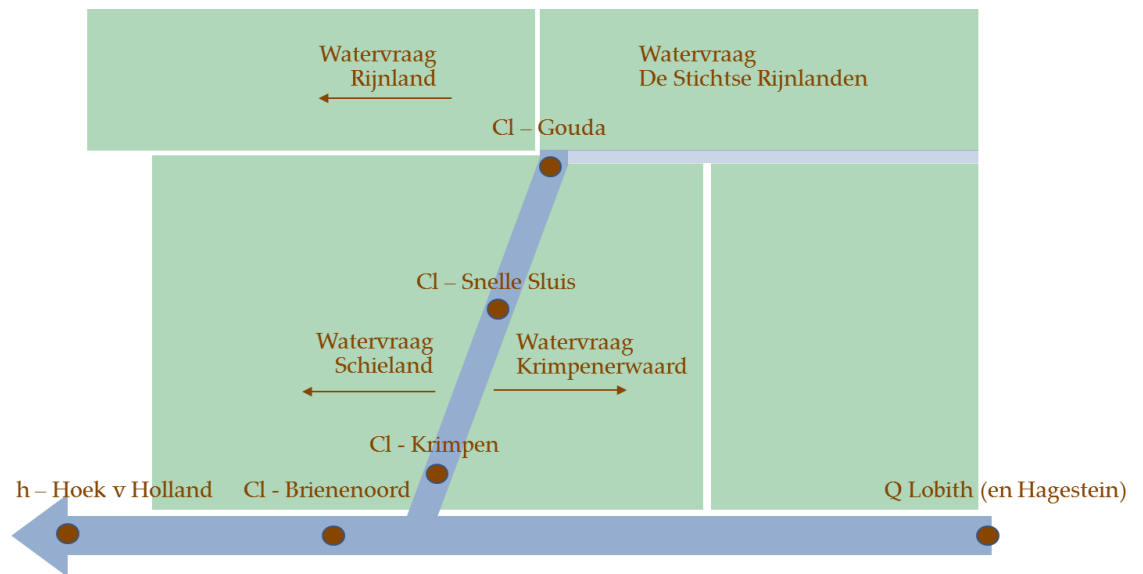 Watervraag
Rijnland
Watervraag
De Stichtse Rijnlanden
Cl – Gouda
Cl – Snelle Sluis
Watervraag
Schieland
Watervraag
Krimpenerwaard
Cl - Krimpen
h – Hoek v Holland
Cl - Brienenoord
Q Lobith (en Hagestein)